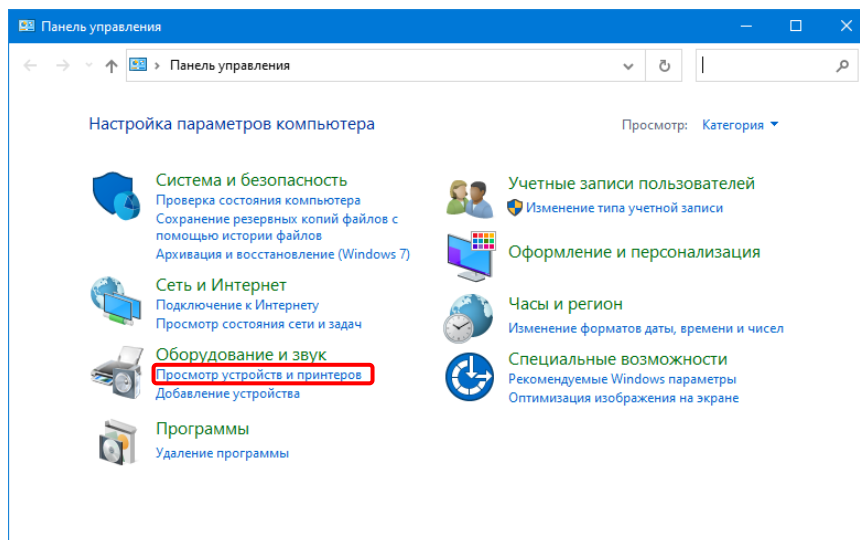 Панель управления
Панель управления
Настройка параметров компьютера
Просмотр: Категория
Система и безопасность
Проверка состояния компьютера
Сохранение резервных копий файлов с
помощью истории файлов
Архивация и восстановление (Windows 7)
Сеть и Интернет
Подключение к Интернету
Просмотр состояния сети и задач
Оборудование и звук
Просмотр устройств и принтеров
Добавление устройства
Программы
Удаление программы
Учетные записи пользователей
Изменение типа учетной записи
Оформление и персонализация
Часы и регион
Изменение форматов даты, времени и чисел
Специальные возможности
Рекомендуемые Windows параметры
Оптимизация изображения на экране